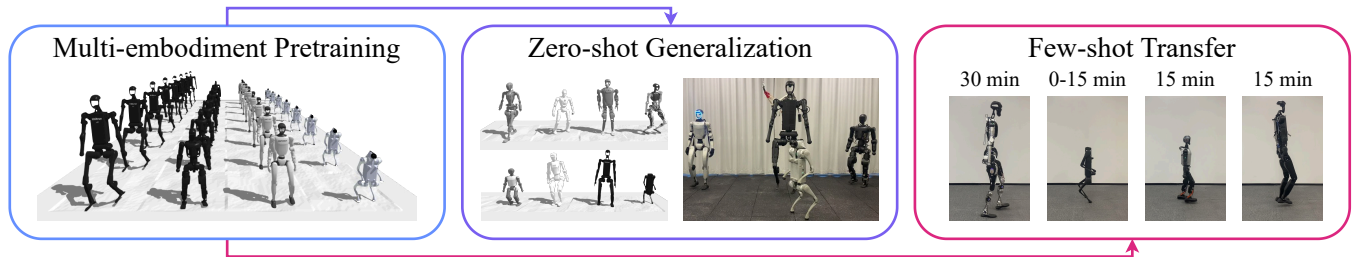 Multi-embodiment Pretraining
Zero-shot Generalization
Few-shot Transfer
30 min
0-15 min
15 min
15 min